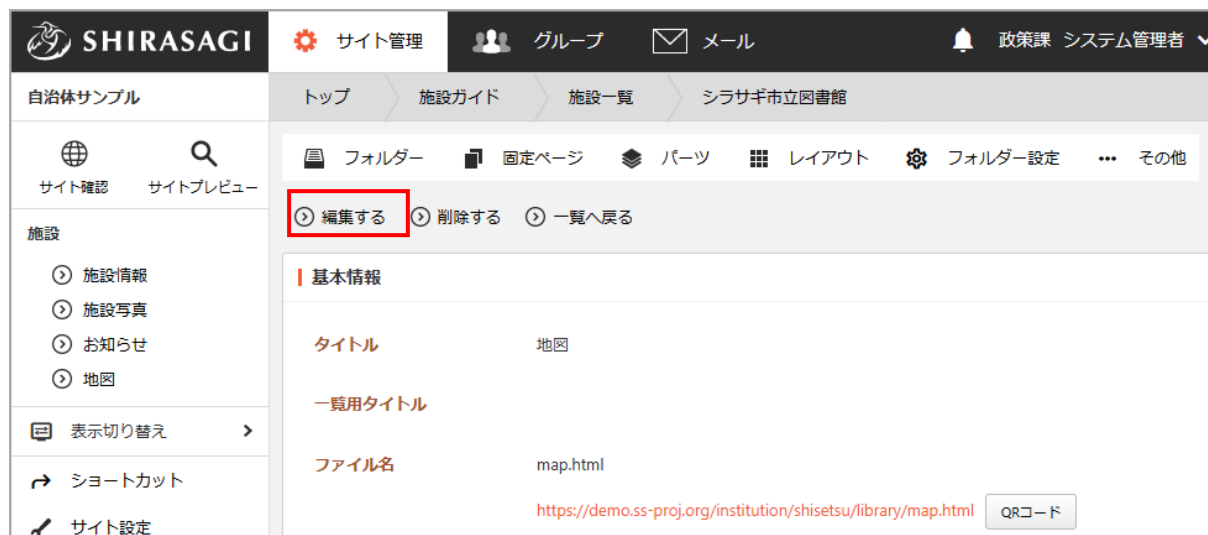 SHIRASAGI サイト管理 グループ メール 政策課 システム管理者
自治体サンプル
トップ 施設ガイド 施設一覧 シラサギ市立図書館
サイト確認 サイトプレビュー
フォルダー 固定ページ パーツ レイアウト フォルダー設定 ••• その他
編集する 削除する 一覧へ戻る
施設
施設情報
施設写真
お知らせ
地図
表示切り替え
ショートカット
サイト設定
基本情報
タイトル 地図
一覧用タイトル
ファイル名 map.html
https://demo.ss-proj.org/institution/shisetsu/library/map.html QRコード